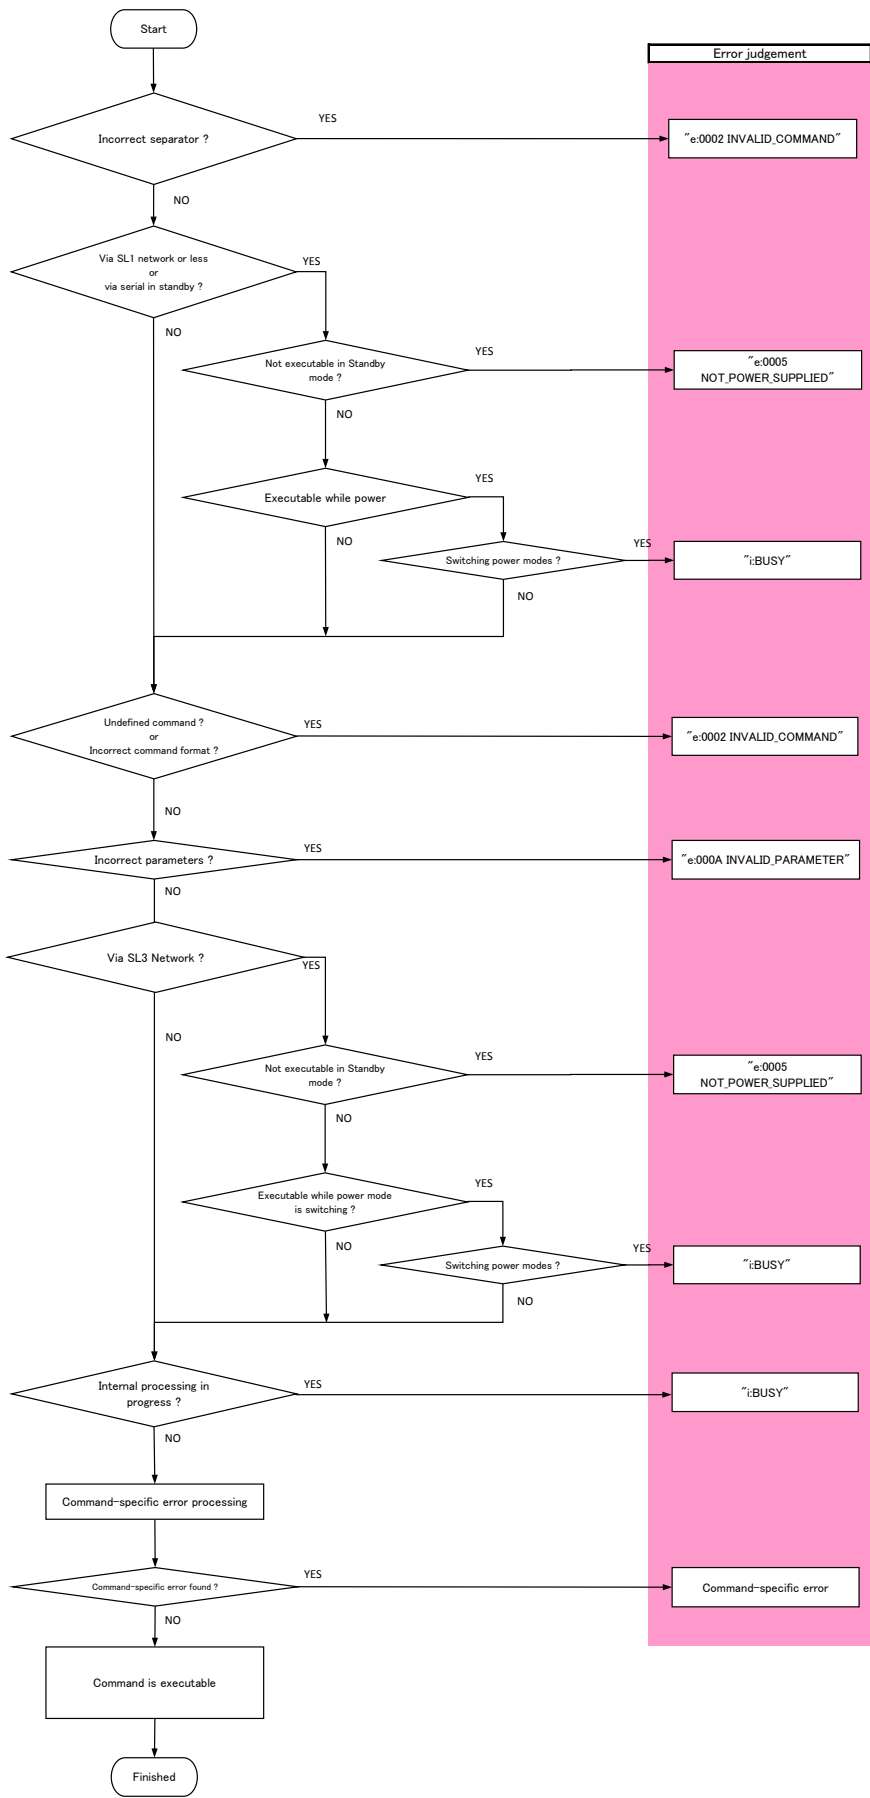 Start
Error judgement
Incorrect separator ?
YES
"e:0002 INVALID_COMMAND"
NO
Via SL1 network or less
or
via serial in standby ?
YES
NO
Not executable in Standby
mode ?
YES
"e:0005
NOT_POWER_SUPPLIED"
NO
Executable while power
YES
NO
Switching power modes ?
YES
"i:BUSY"
NO
Undefined command ?
or
Incorrect command format ?
YES
"e:0002 INVALID_COMMAND"
NO
Incorrect parameters ?
YES
"e:000A INVALID_PARAMETER"
NO
Via SL3 Network ?
YES
NO
Not executable in Standby
mode ?
YES
"e:0005
NOT_POWER_SUPPLIED"
NO
Executable while power mode
is switching ?
YES
NO
Switching power modes ?
YES
"i:BUSY"
NO
Internal processing in
progress ?
YES
"i:BUSY"
NO
Command-specific error processing
Command-specific error found ?
YES
Command-specific error
NO
Command is executable
Finished